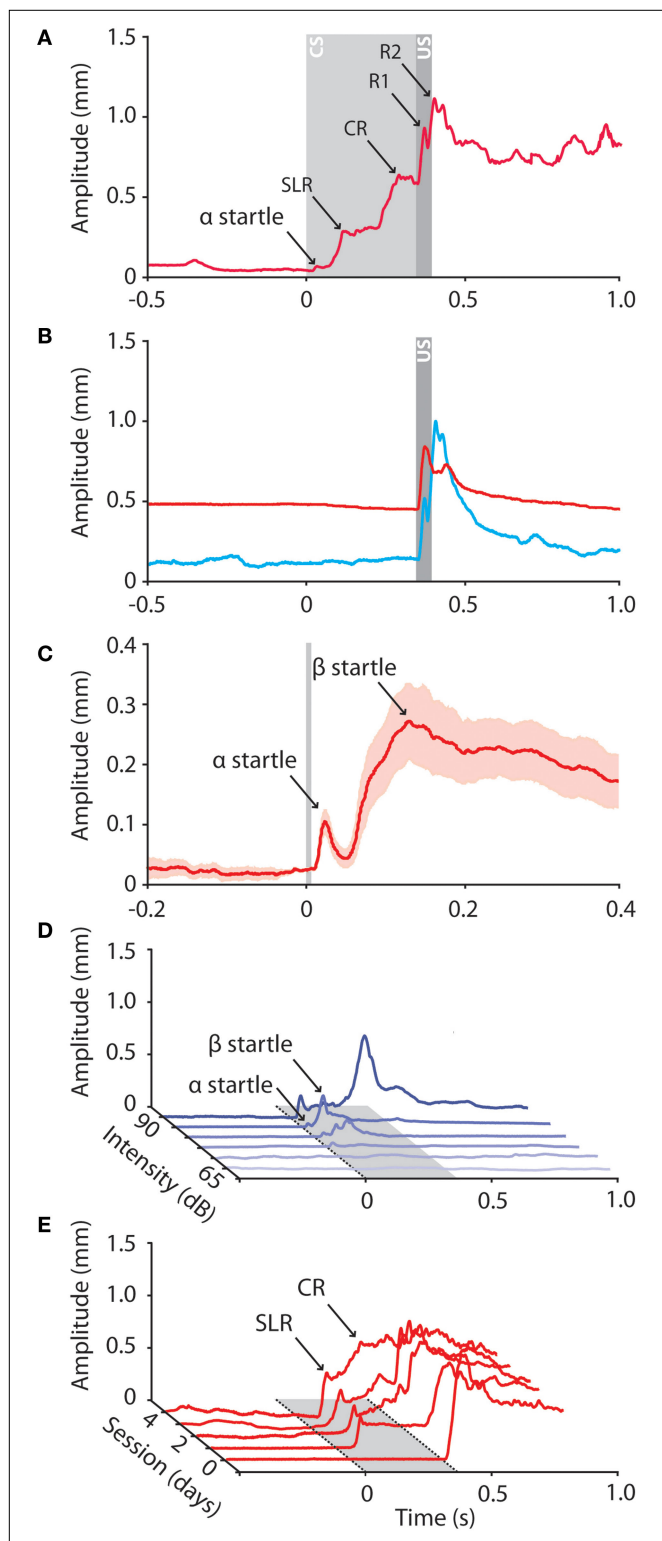 A
Amplitude (mm)
1.5
1.0
0.5
0
CS
US
R2
R1
CR
SLR
α startle
-0.5 0 0.5 1.0
B
Amplitude (mm)
1.5
1.0
0.5
0
US
-0.5 0 0.5 1.0
C
Amplitude (mm)
0.4
0.3
0.2
0.1
0
β startle
α startle
-0.2 0 0.2 0.4
D
Amplitude (mm)
1.5
1.0
0.5
0
β startle
α startle
90
65
Intensity (dB)
0 0.5 1.0
E
Amplitude (mm)
1.5
1.0
0.5
0
CR
SLR
4
2
0
Session (days)
0 0.5 1.0
Time (s)